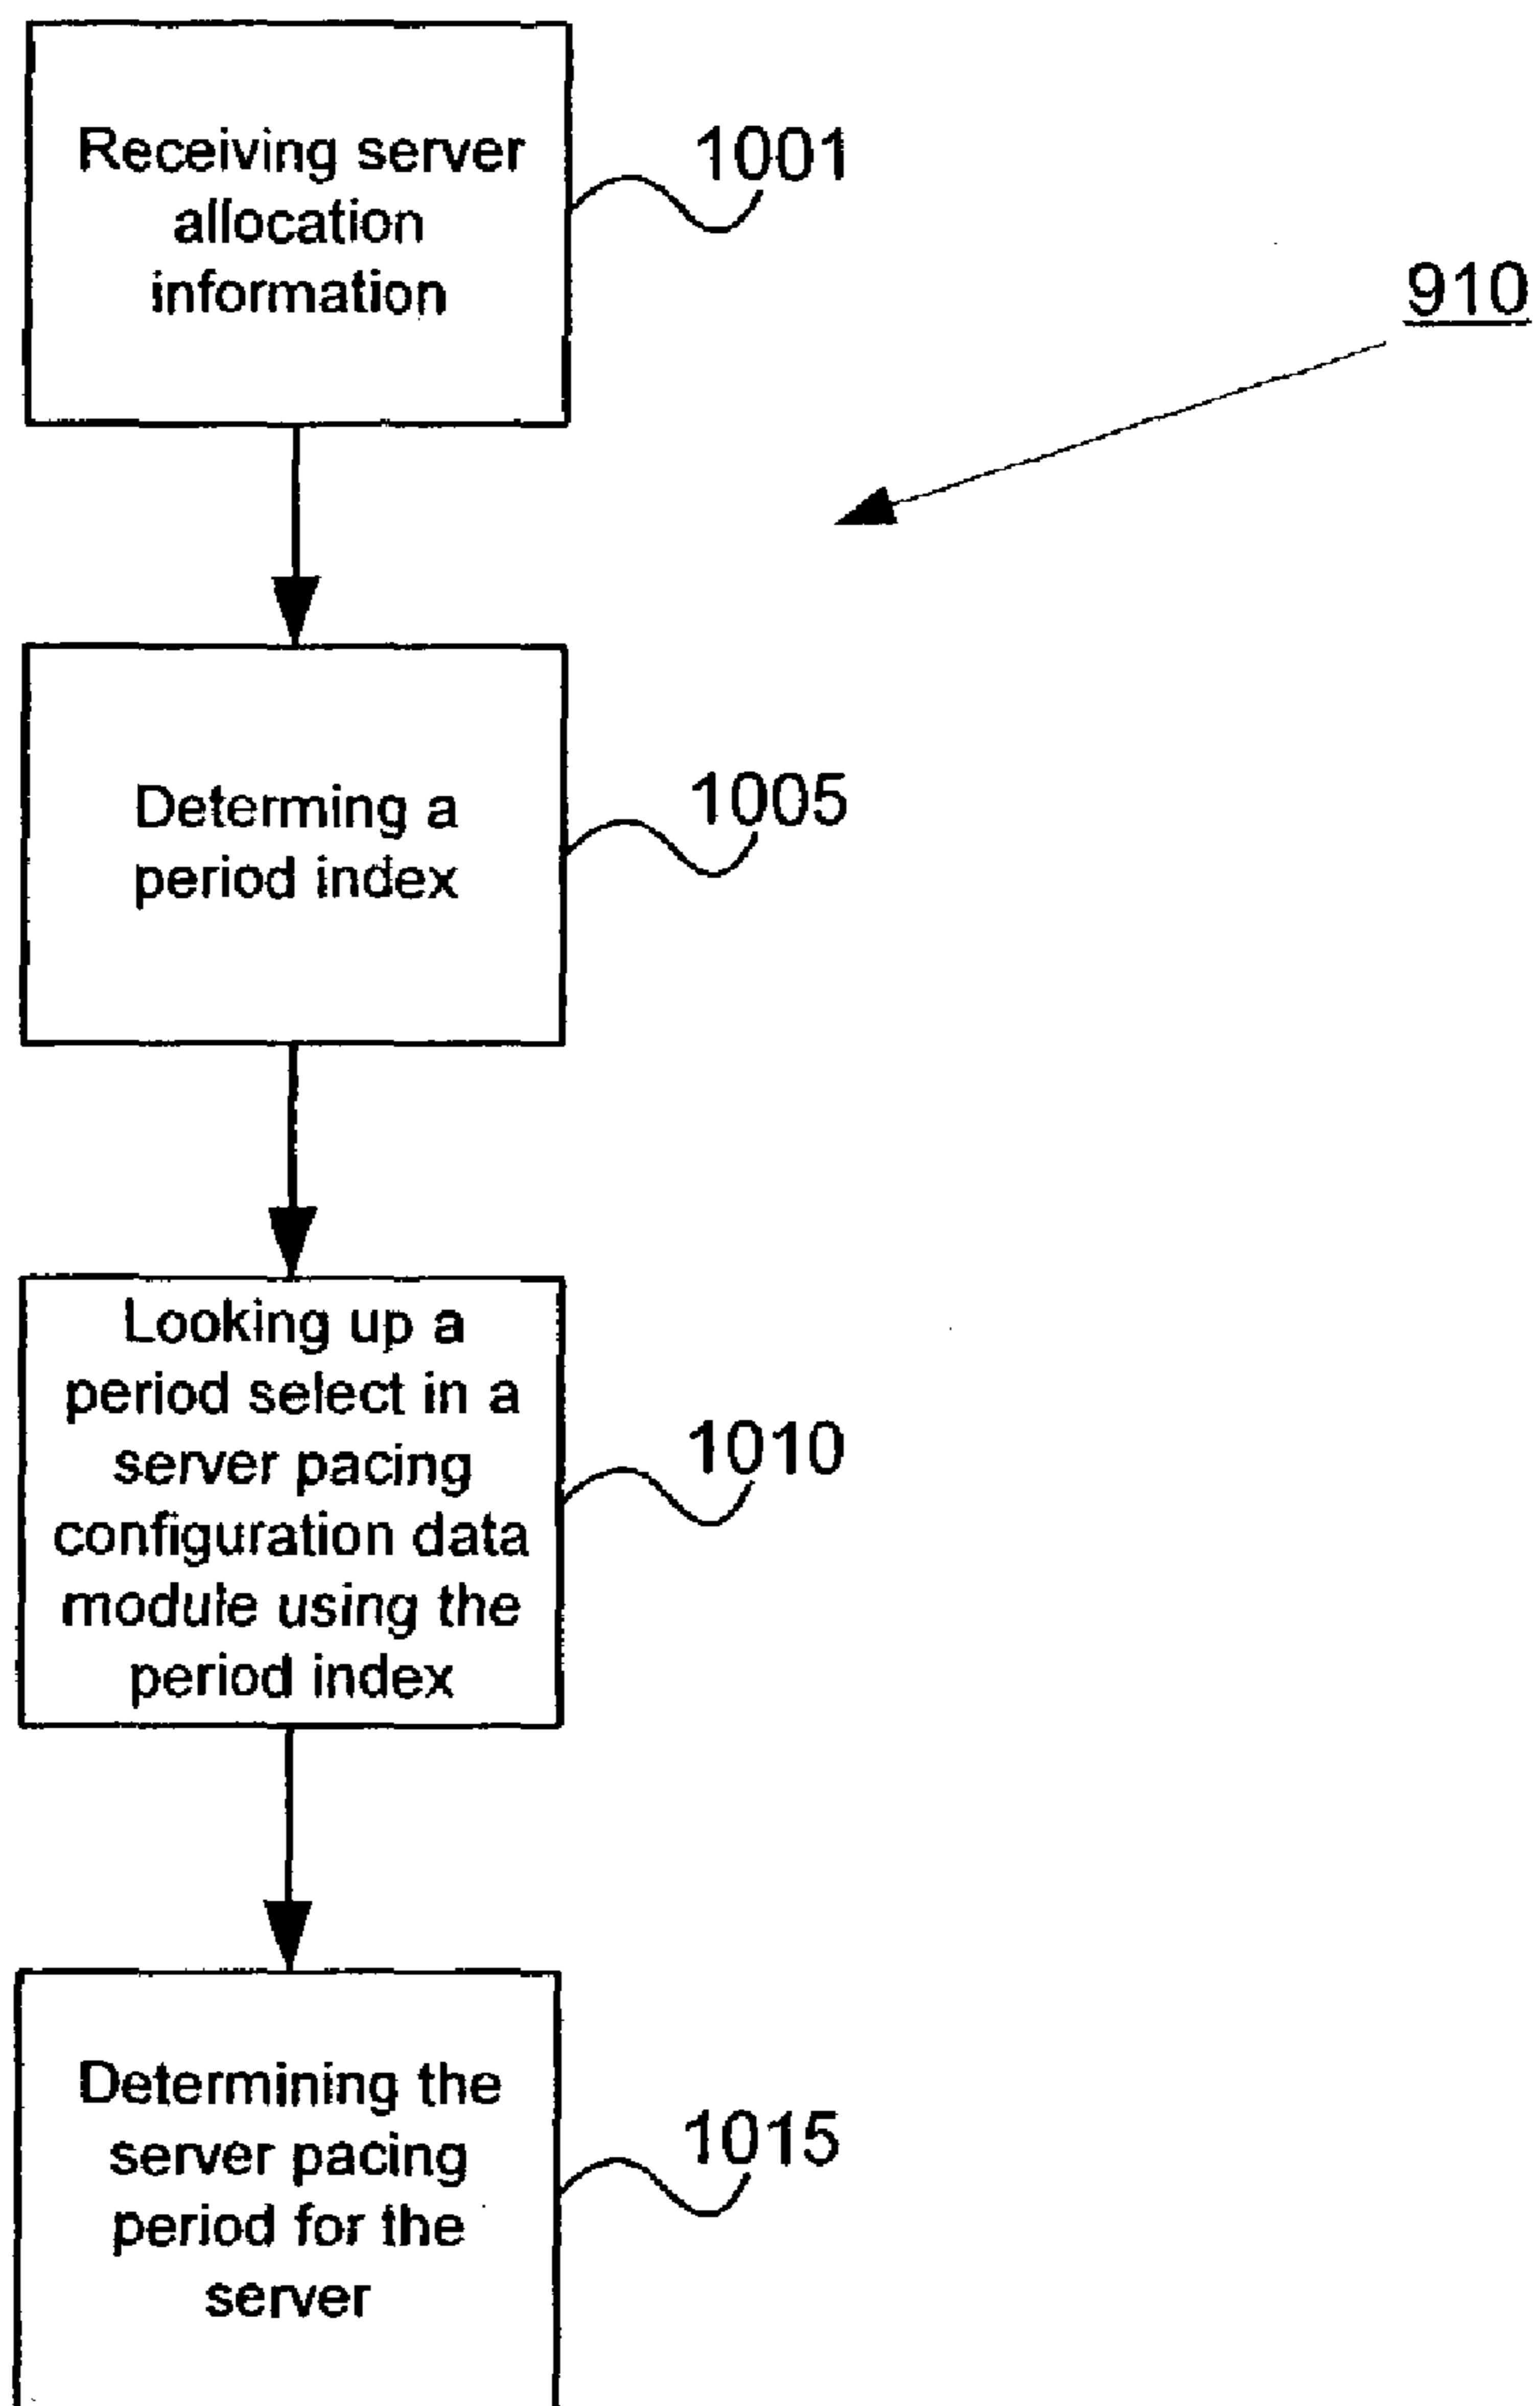 Receiving server
allocation
information
1001
910
Determing a
period index
1005
Looking up a
period select in a
server pacing
configuration data
module using the
period index
1010
Determining the
server pacing
period for the
server
1015